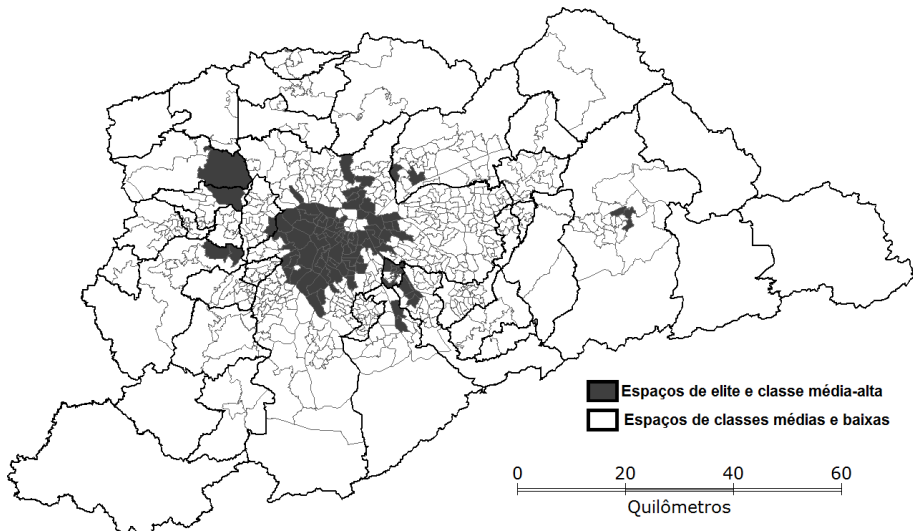 Espaços de elite e classe média-alta
Espaços de classes médias e baixas
0 20 40 60
Quilômetros